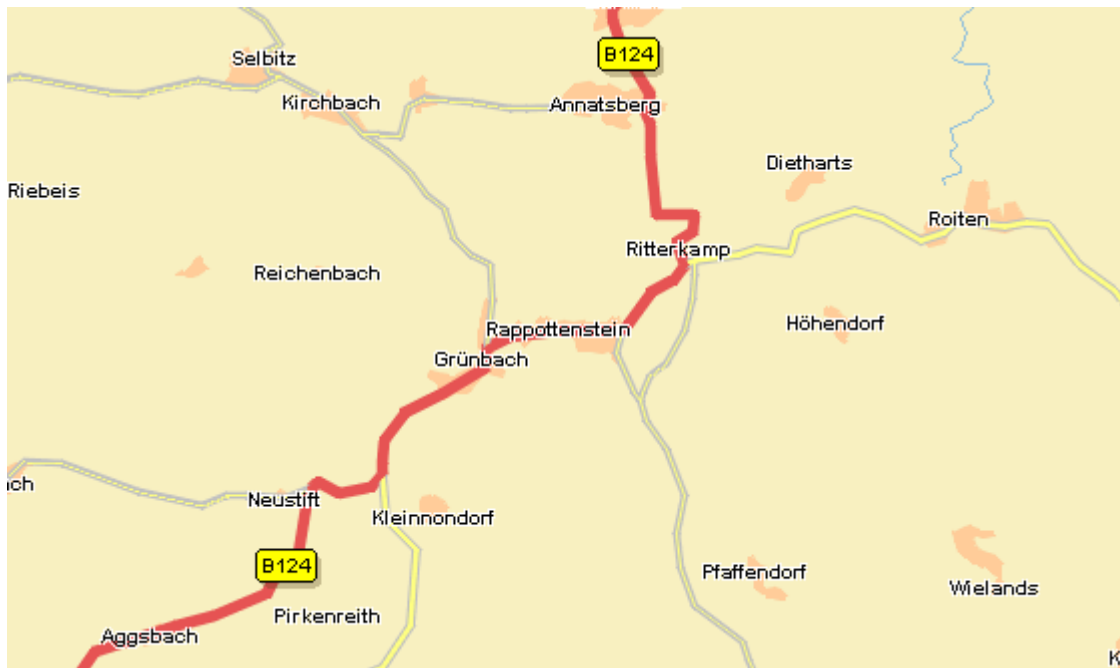 B124
Selbitz
Kirchbach
Annatsberg
Dietharts
Riebeis
Roiten
Ritterkamp
Reichenbach
Höhendorf
Rappottenstein
Grünbach
ch
Neustift
Kleinnondorf
B124
Pfaffendorf
Wielands
Pirkenreith
Aggsbach
K